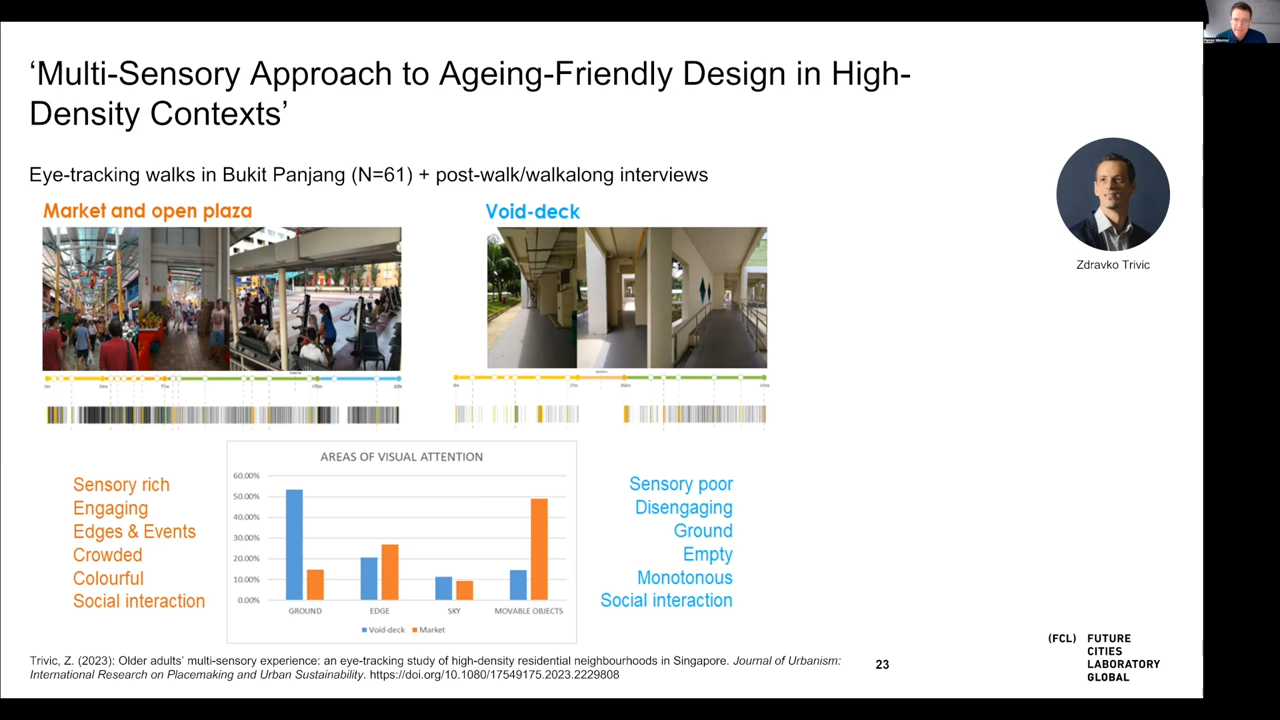 ‘Multi-Sensory Approach to Ageing-Friendly Design in High-
Density Contexts’
Eye-tracking walks in Bukit Panjang (N=61) + post-walk/walkalong interviews
Market and open plaza
Void-deck
Zdravko Trivic
Sensory rich
Engaging
Edges & Events
Crowded
Colourful
Social interaction
AREAS OF VISUAL ATTENTION
60.00%
50.00%
40.00%
30.00%
20.00%
10.00%
0.00%
GROUND EDGE SKY MOVABLE OBJECTS
Void-deck Market
Sensory poor
Disengaging
Ground
Empty
Monotonous
Social interaction
Trivic, Z. (2023): Older adults’ multi-sensory experience: an eye-tracking study of high-density residential neighbourhoods in Singapore. Journal of Urbanism:
International Research on Placemaking and Urban Sustainability. https://doi.org/10.1080/17549175.2023.2229808
23
(FCL) FUTURE
CITIES
LABORATORY
GLOBAL